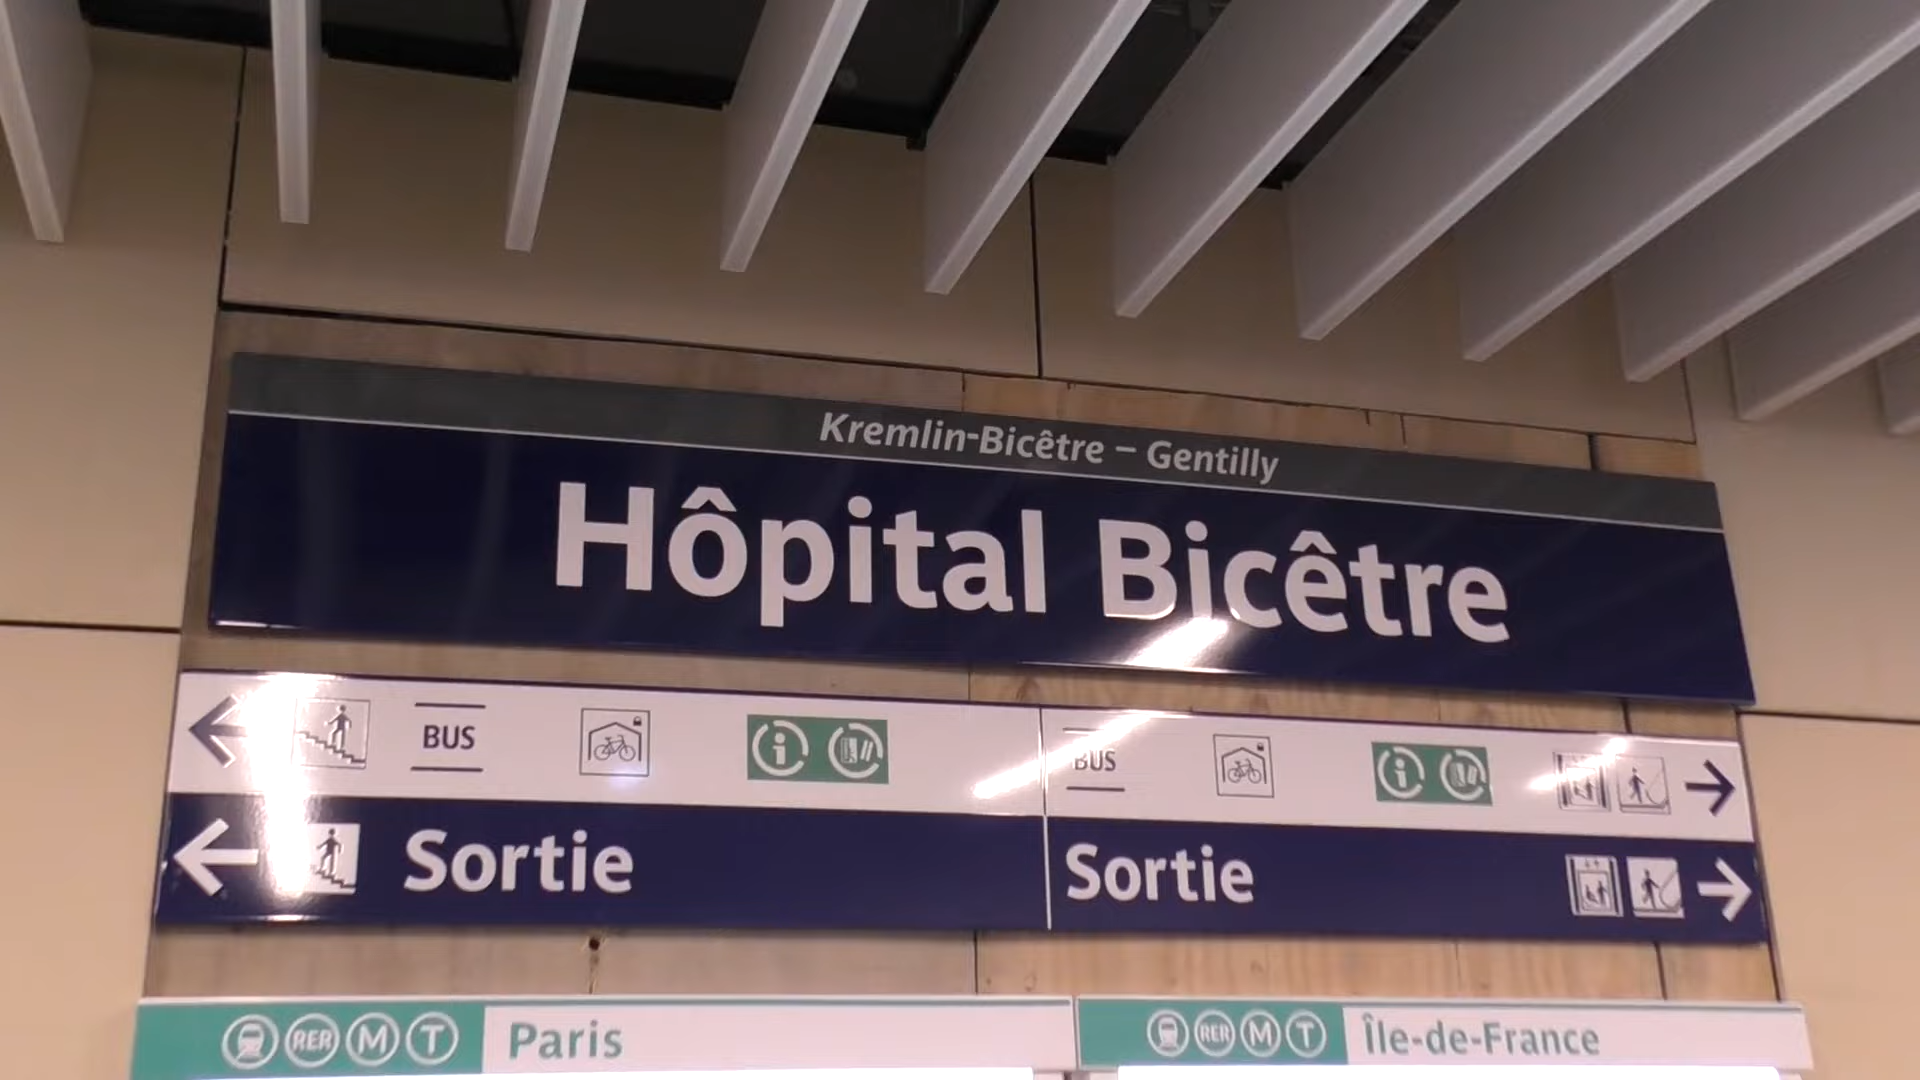 Kremlin-Bicêtre – Gentilly
Hôpital Bicêtre
BUS
BUS
Sortie
Sortie
RER M T Paris
RER M T Île-de-France